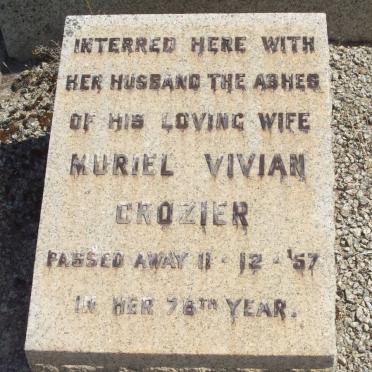 INTERRED HERE WITH
HER HUSBAND THE ASHES
OF HIS LOVING WIFE
MURIEL VIVIAN
CROZIER
PASSED AWAY 11 · 12 · '57
IN HER 76TH YEAR.